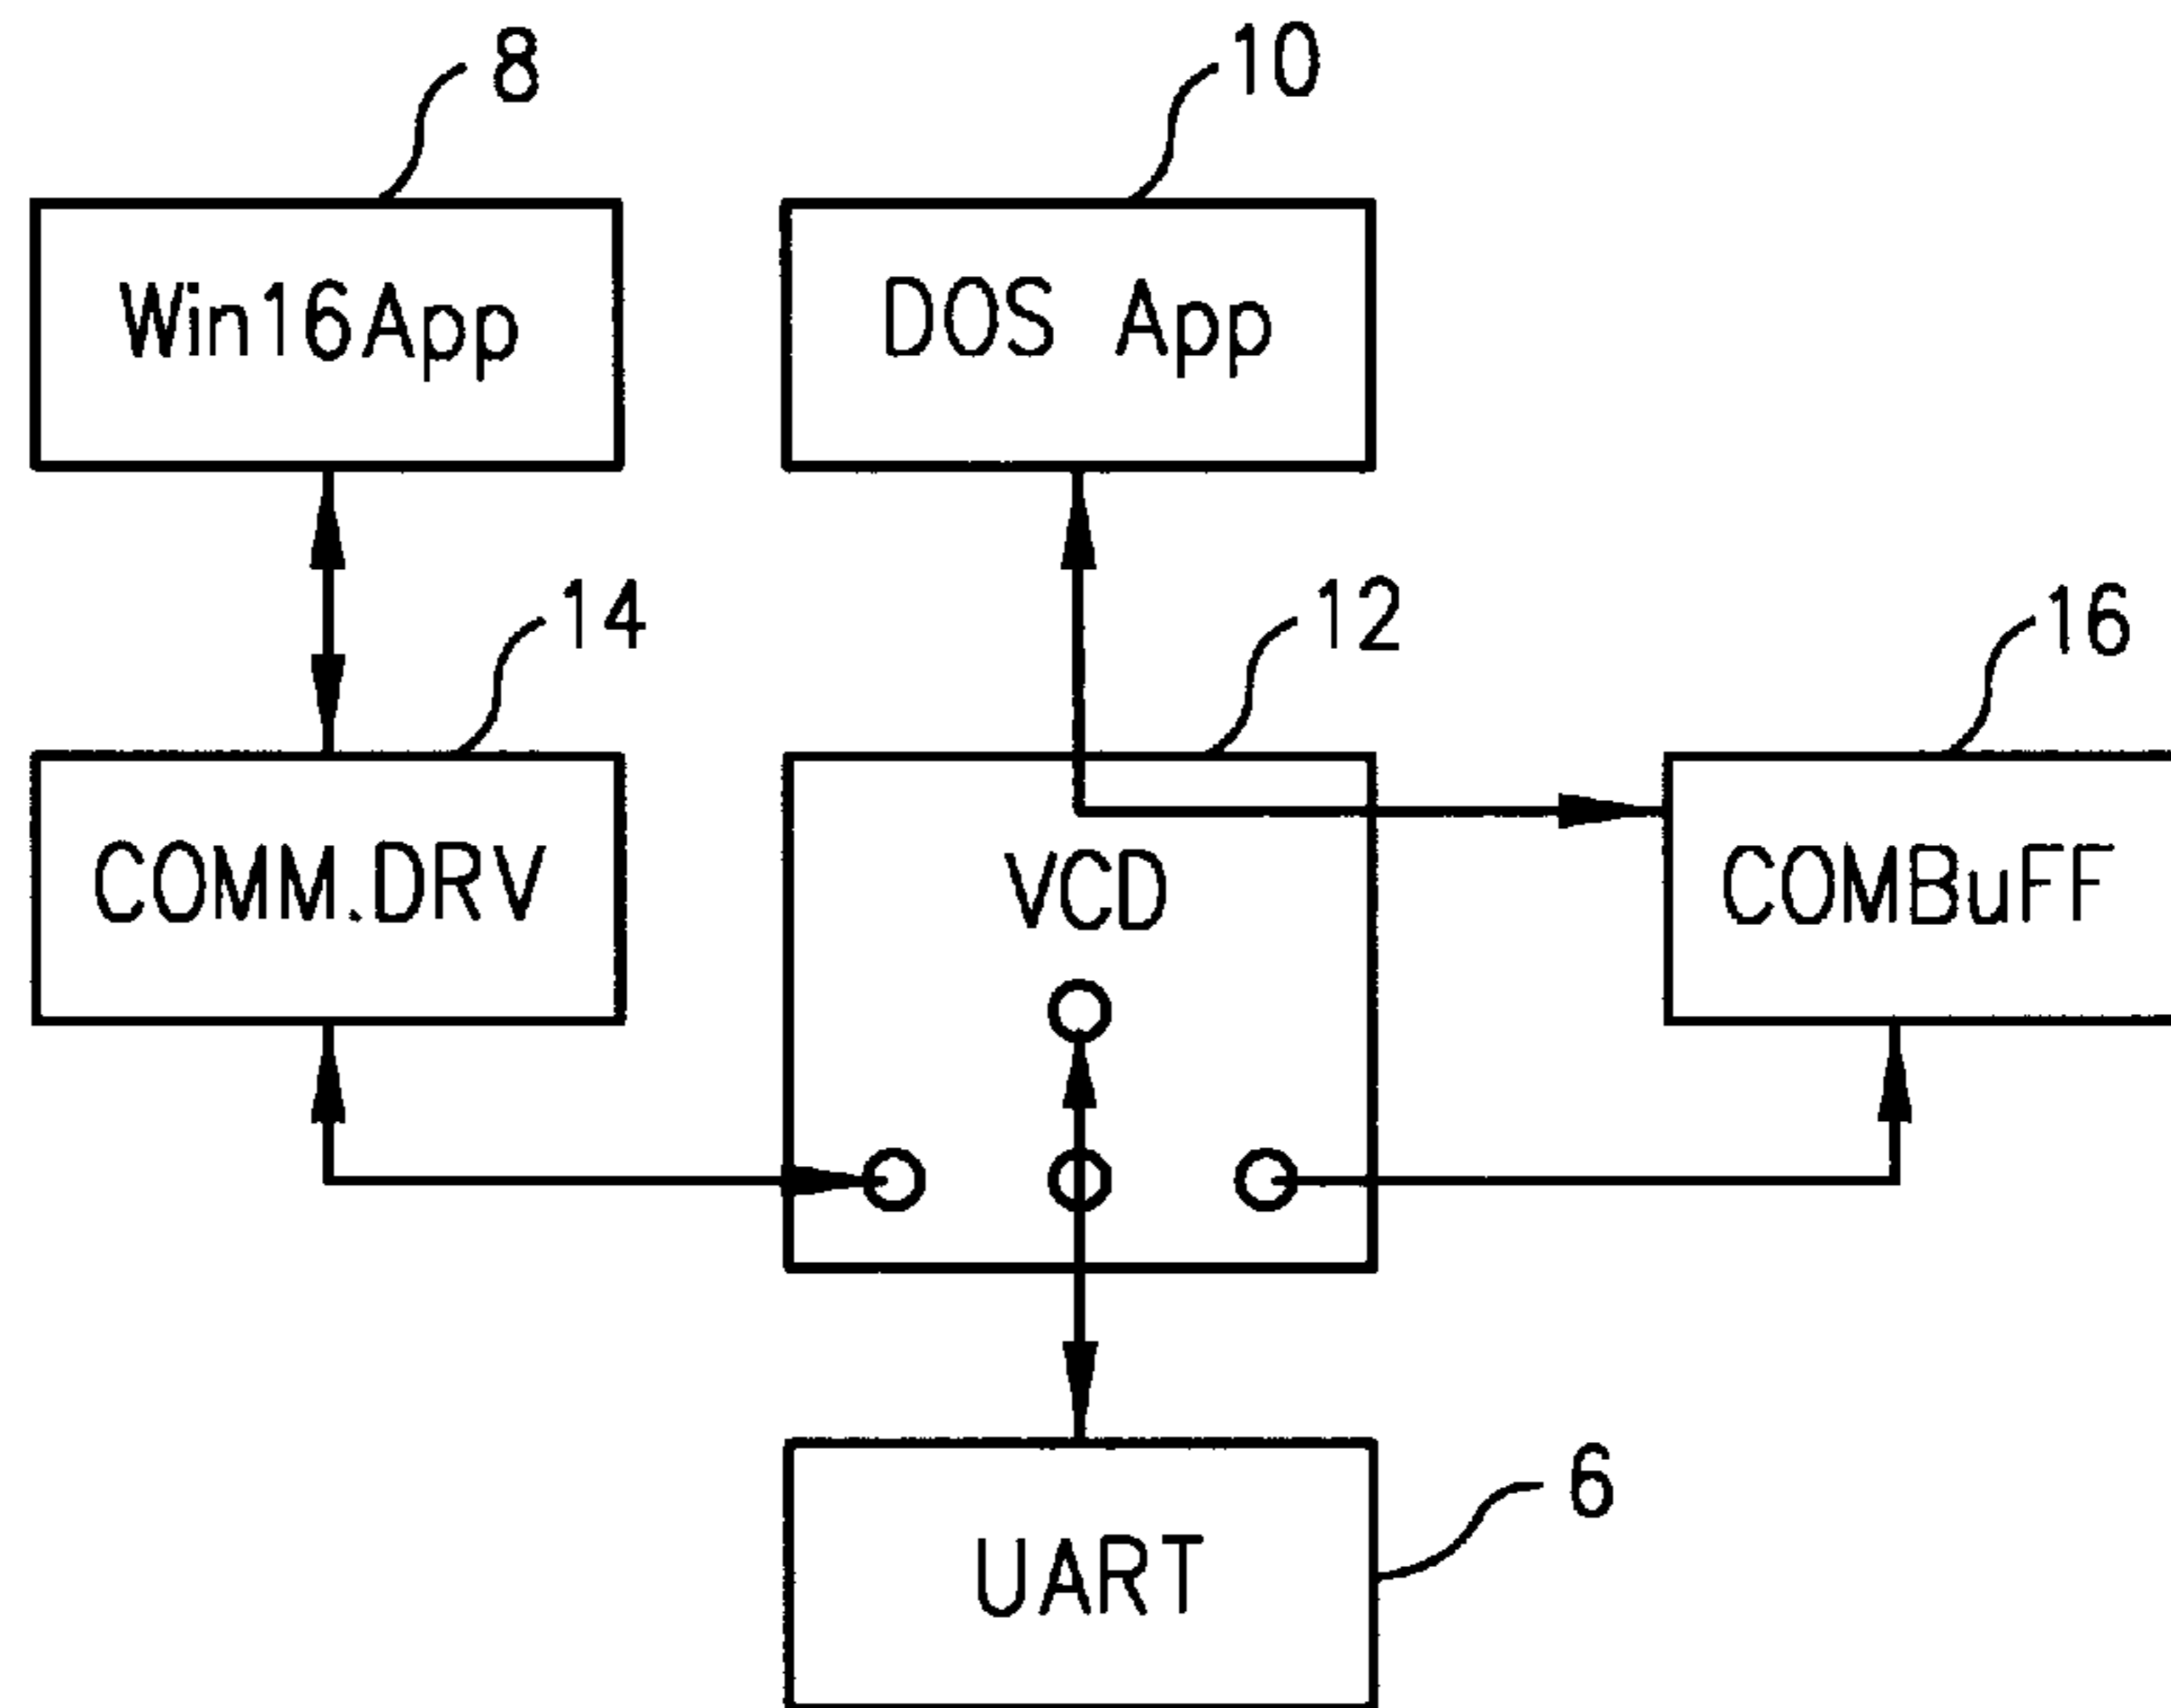 8
10
Win16App
DOS App
14
12
16
COMM.DRV
VCD
COMBuFF
6
UART